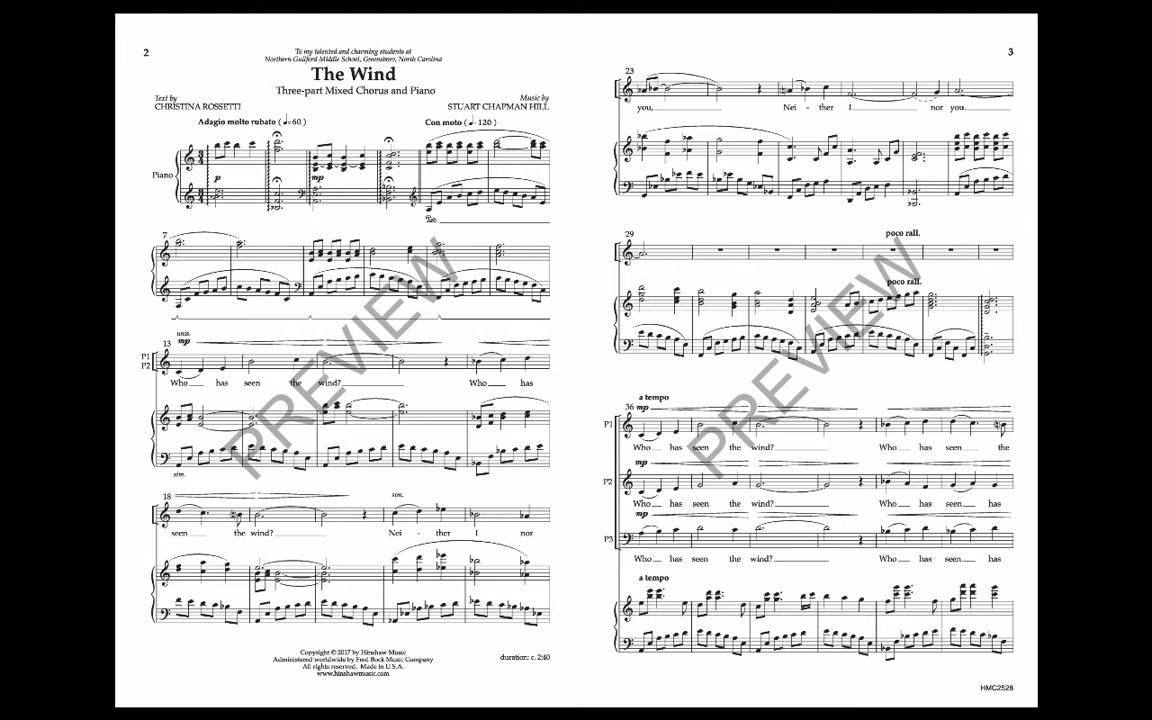 2
To my talented and charming students at
Northern Guilford Middle School, Greensboro, North Carolina
The Wind
Three-part Mixed Chorus and Piano
Text by
CHRISTINA ROSSETTI
Music by
STUART CHAPMAN HILL
Adagio molto rubato (♩=60)
Con moto (♩=120)
Piano
p
mp
Ped.
7
13
unis.
mp
P1
P2
Who has seen the wind? Who has
sim.
18
sim.
seen the wind? Nei - ther I nor
PREVIEW
Copyright © 2017 by Hinshaw Music
Administered worldwide by Fred Bock Music Company
All rights reserved. Made in U.S.A.
www.hinshawmusic.com
duration: c. 2:40
3
23
you, Nei - ther I nor you.
29
poco rall.
poco rall.
36
a tempo
mp
P1
Who has seen the wind? Who has seen the
mp
P2
Who has seen the wind? Who has seen has
mp
P3
Who has seen the wind? Who has seen has
a tempo
PREVIEW
HMC2528